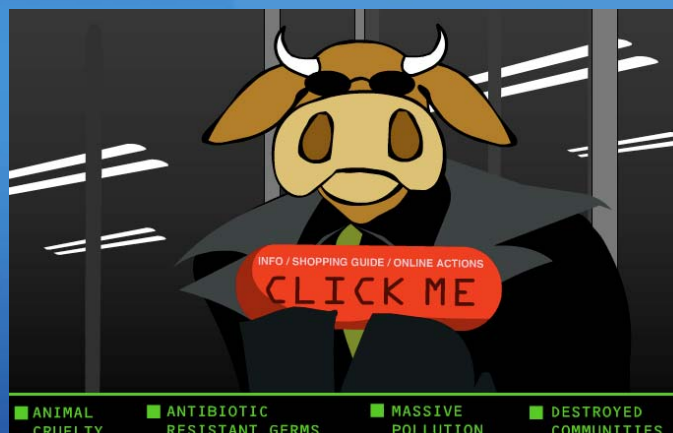 INFO / SHOPPING GUIDE / ONLINE ACTIONS
CLICK ME
ANIMAL CRUELTY
ANTIBIOTIC RESISTANT GERMS
MASSIVE POLLUTION
DESTROYED COMMUNITIES